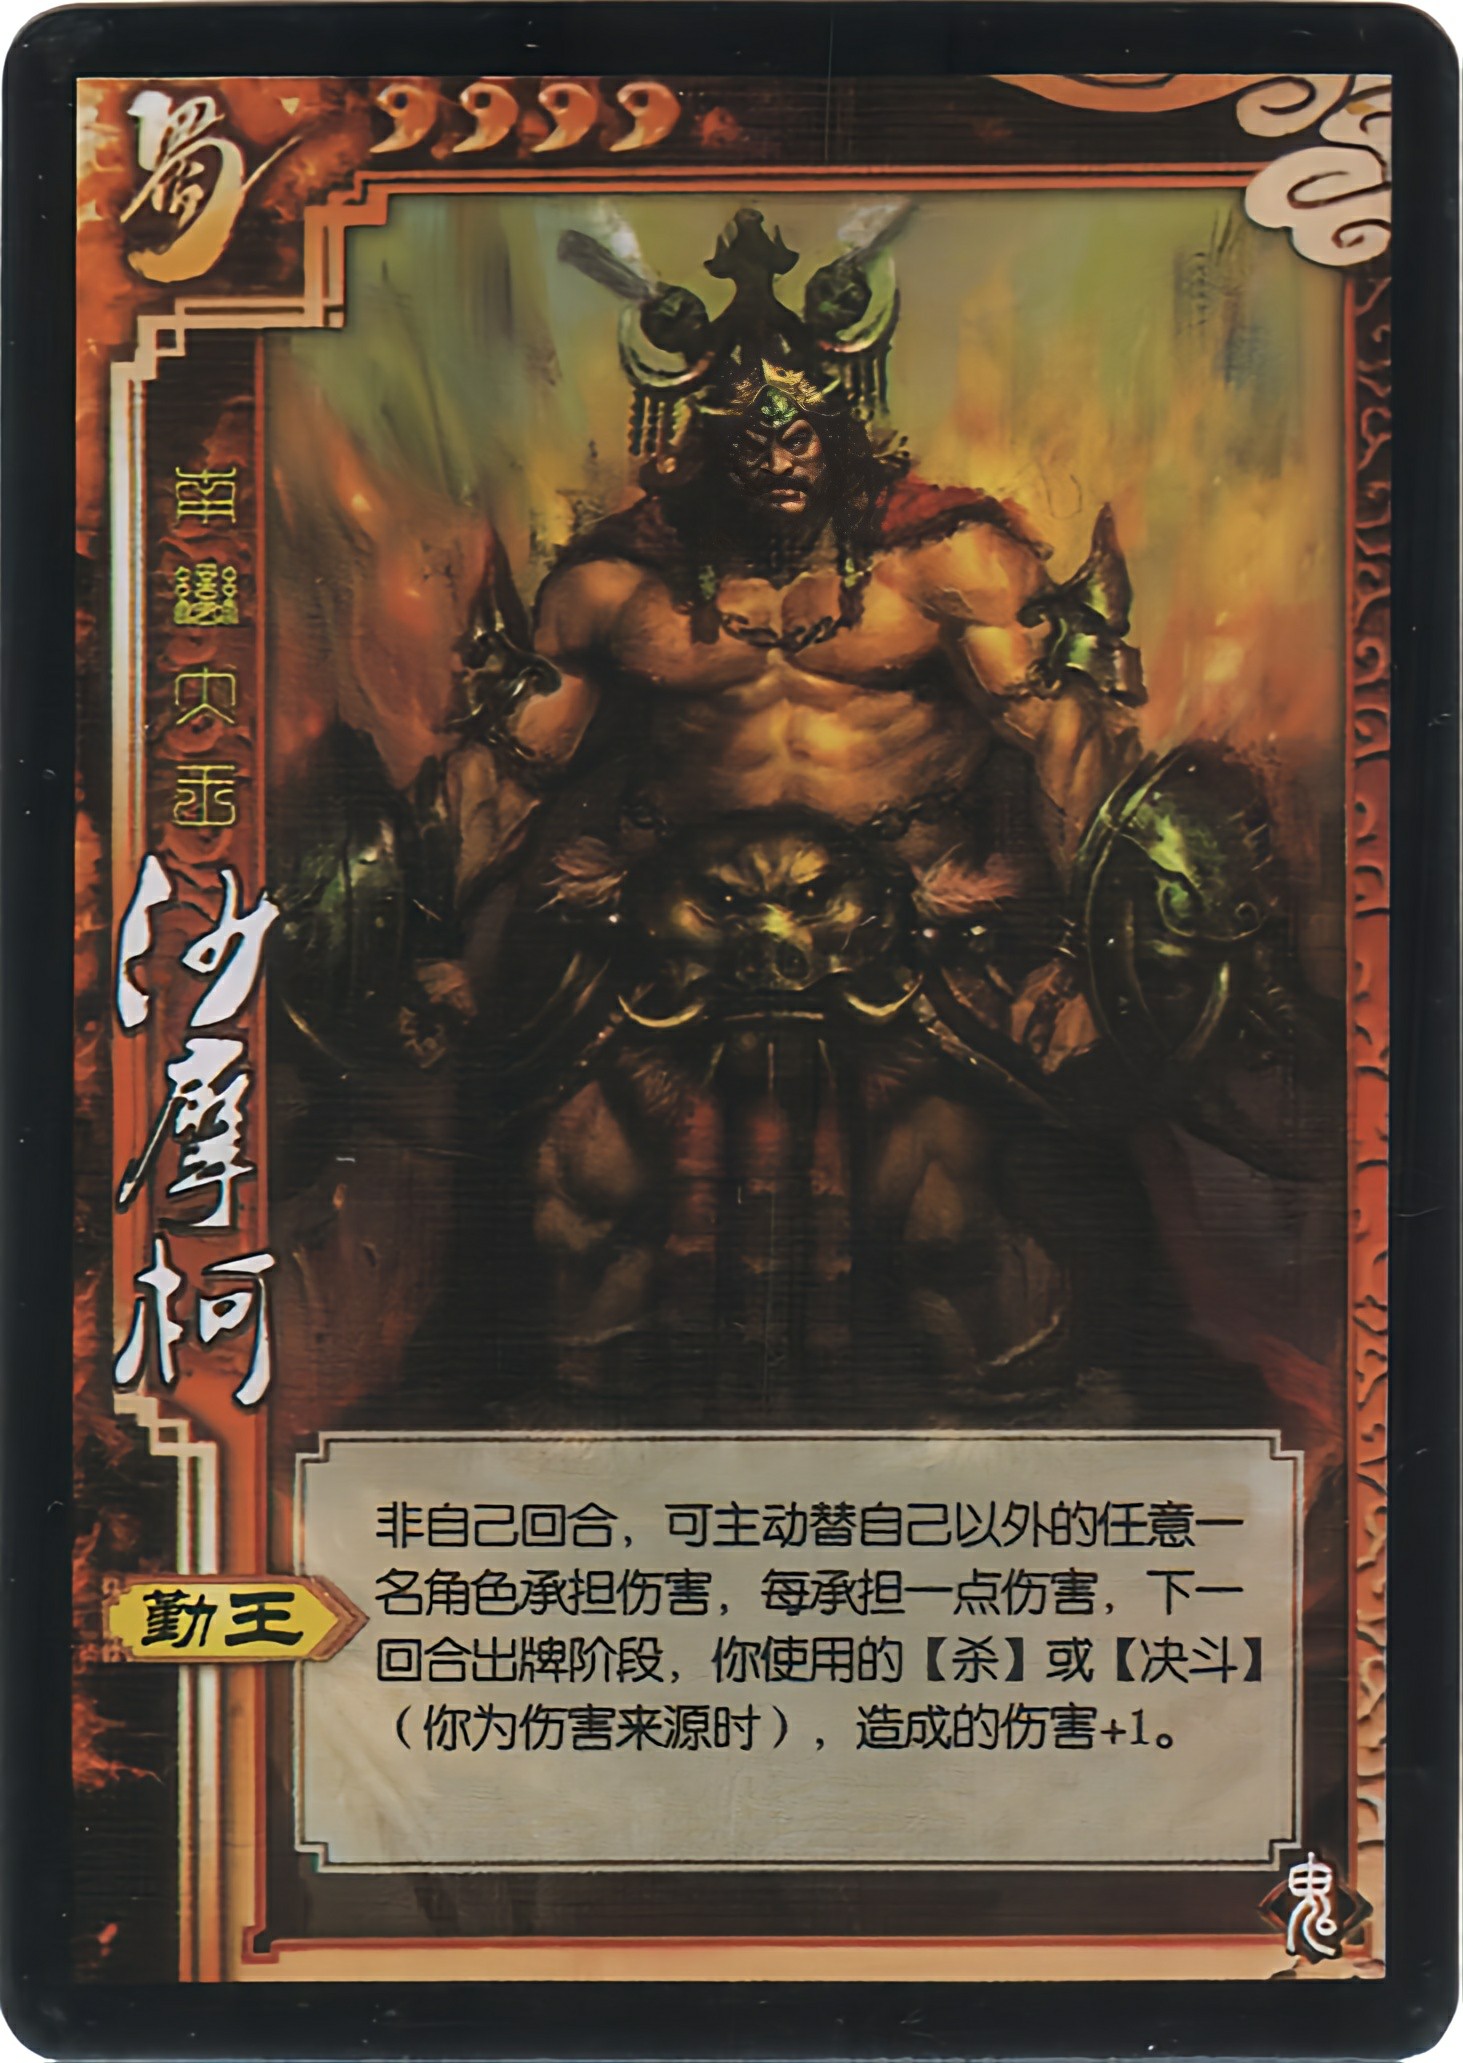 蜀
南蠻大王
沙摩柯
勤王
非自己回合，可主动替自己以外的任意一
名角色承担伤害，每承担一点伤害，下一
回合出牌阶段，你使用的【杀】或【决斗】
（你为伤害来源时），造成的伤害+1。
鬼